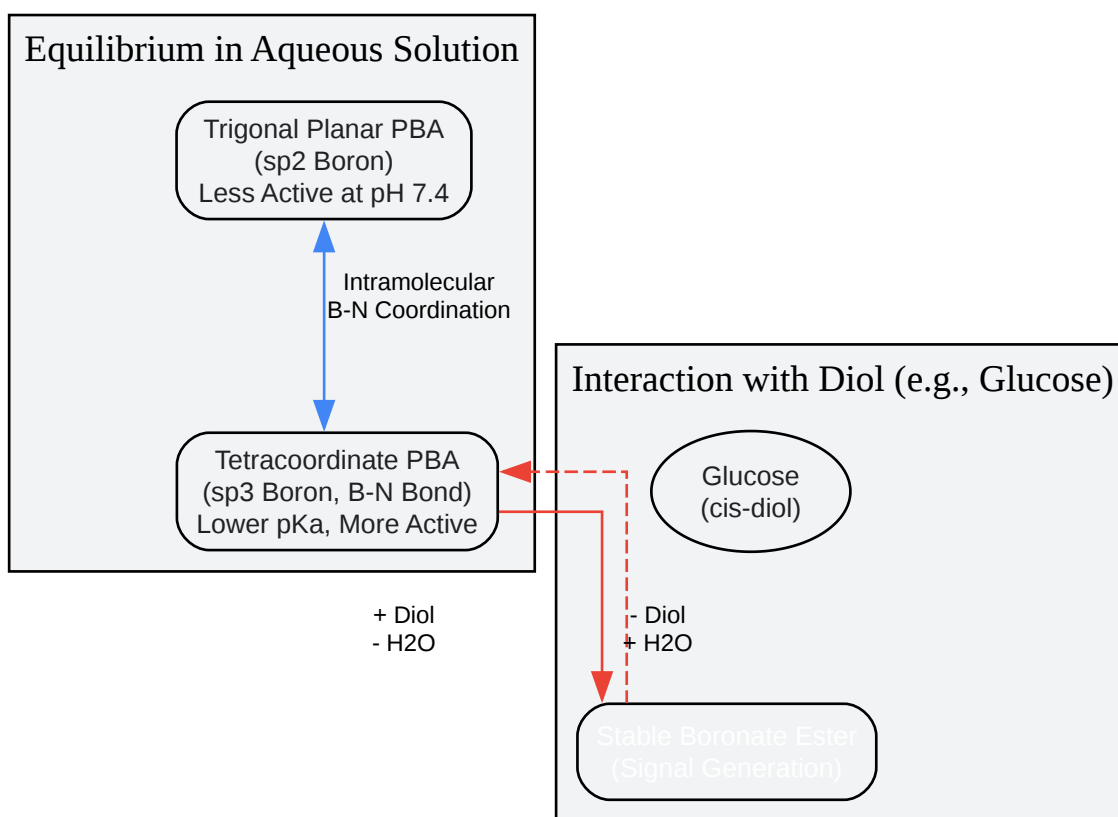 Equilibrium in Aqueous Solution
Trigonal Planar PBA
(sp2 Boron)
Less Active at pH 7.4
Intramolecular
B-N Coordination
Tetracoordinate PBA
(sp3 Boron, B-N Bond)
Lower pKa, More Active
+ Diol
- H2O
Interaction with Diol (e.g., Glucose)
Glucose
(cis-diol)
- Diol
+ H2O
Stable Boronate Ester
(Signal Generation)